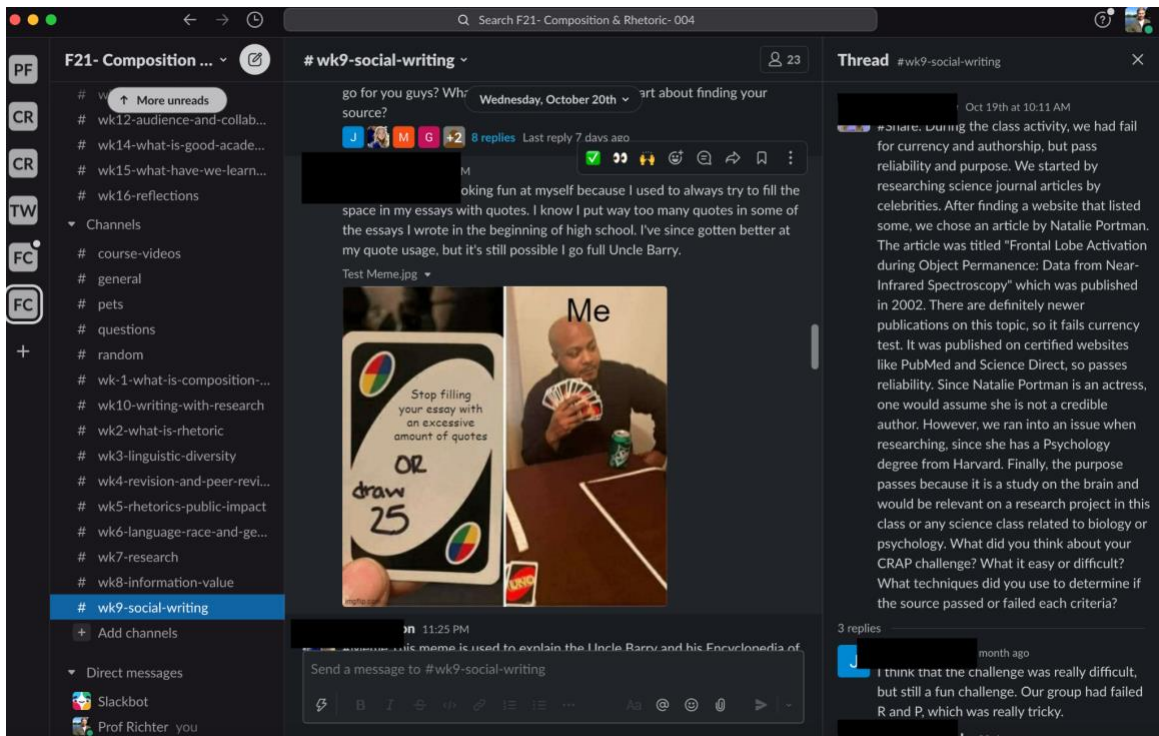 Search F21- Composition & Rhetoric- 004
PF
CR
CR
TW
FC
FC
F21- Composition ...
More unreads
# wk12-audience-and-collab...
# wk14-what-is-good-acade...
# wk15-what-have-we-learn...
# wk16-reflections
Channels
# course-videos
# general
# pets
# questions
# random
# wk-1-what-is-composition-...
# wk10-writing-with-research
# wk2-what-is-rhetoric
# wk3-linguistic-diversity
# wk4-revision-and-peer-revi...
# wk5-rhetorics-public-impact
# wk6-language-race-and-ge...
# wk7-research
# wk8-information-value
# wk9-social-writing
+ Add channels
Direct messages
Slackbot
Prof Richter you
# wk9-social-writing
23
go for you guys? art about finding your
Wednesday, October 20th
source?
J M G +2 8 replies Last reply 7 days ago
M
oking fun at myself because I used to always try to fill the
space in my essays with quotes. I know I put way too many quotes in some of
the essays I wrote in the beginning of high school. I've since gotten better at
my quote usage, but it's still possible I go full Uncle Barry.
Test Meme.jpg
Stop filling
your essay with
an excessive
amount of quotes
OR
draw
25
Me
UNO
on 11:25 PM
#Meme This meme is used to explain the Uncle Barry and his Encyclopedia of
Send a message to #wk9-social-writing
B I S </> Aa @
Thread #wk9-social-writing
Oct 19th at 10:11 AM
#Share. During the class activity, we had fail
for currency and authorship, but pass
reliability and purpose. We started by
researching science journal articles by
celebrities. After finding a website that listed
some, we chose an article by Natalie Portman.
The article was titled "Frontal Lobe Activation
during Object Permanence: Data from Near-
Infrared Spectroscopy" which was published
in 2002. There are definitely newer
publications on this topic, so it fails currency
test. It was published on certified websites
like PubMed and Science Direct, so passes
reliability. Since Natalie Portman is an actress,
one would assume she is not a credible
author. However, we ran into an issue when
researching, since she has a Psychology
degree from Harvard. Finally, the purpose
passes because it is a study on the brain and
would be relevant on a research project in this
class or any science class related to biology or
psychology. What did you think about your
CRAP challenge? What it easy or difficult?
What techniques did you use to determine if
the source passed or failed each criteria?
3 replies
J month ago
I think that the challenge was really difficult,
but still a fun challenge. Our group had failed
R and P, which was really tricky.